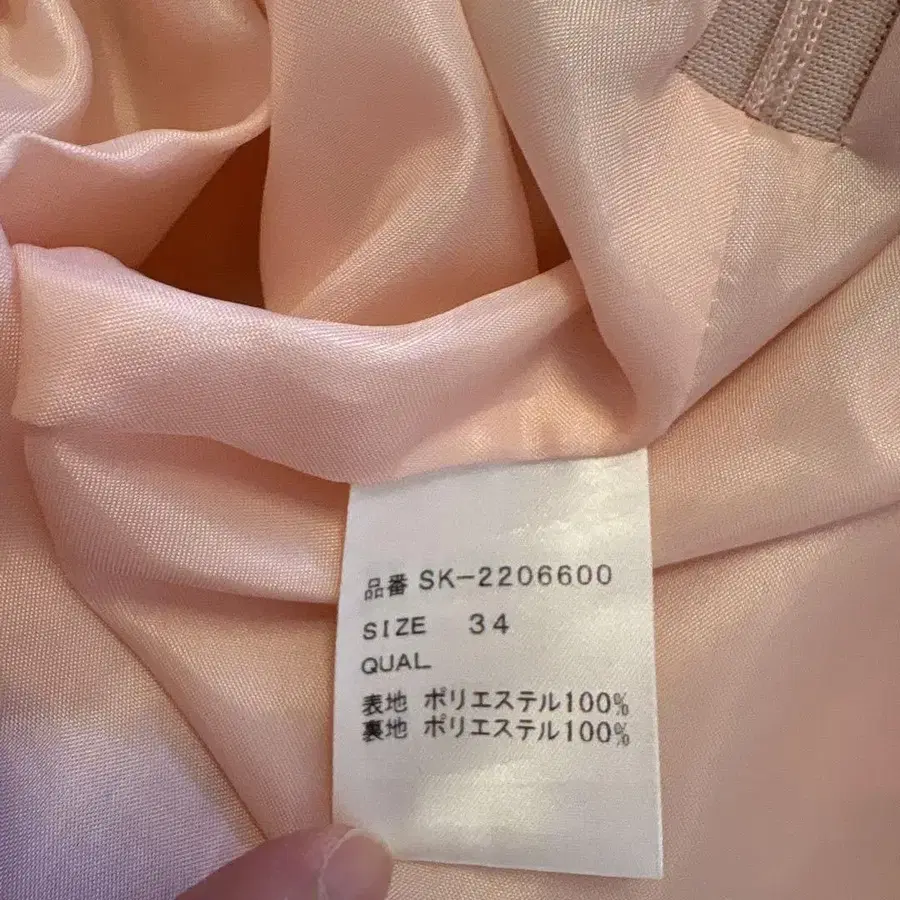 品番 SK-2206600
SIZE 34
QUAL
表地 ポリエステル100%
裏地 ポリエステル100%